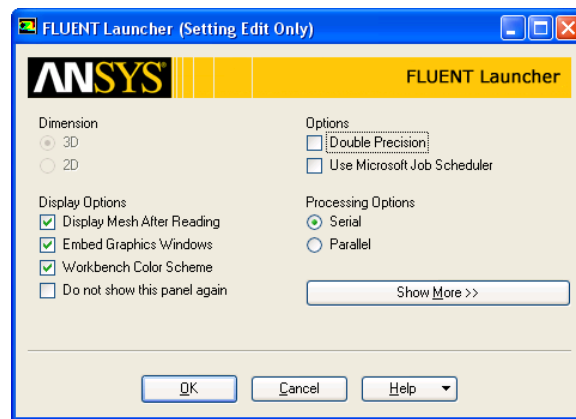 FLUENT Launcher (Setting Edit Only)
ANSYS
FLUENT Launcher
Dimension
3D
2D
Options
Double Precision
Use Microsoft Job Scheduler
Display Options
Display Mesh After Reading
Embed Graphics Windows
Workbench Color Scheme
Do not show this panel again
Processing Options
Serial
Parallel
Show More >>
OK
Cancel
Help